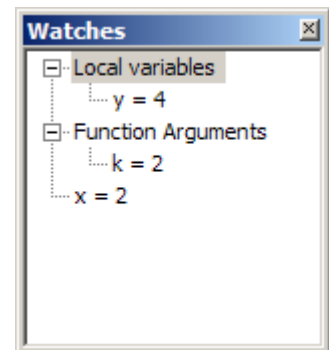 Watches
Local variables
y = 4
Function Arguments
k = 2
x = 2